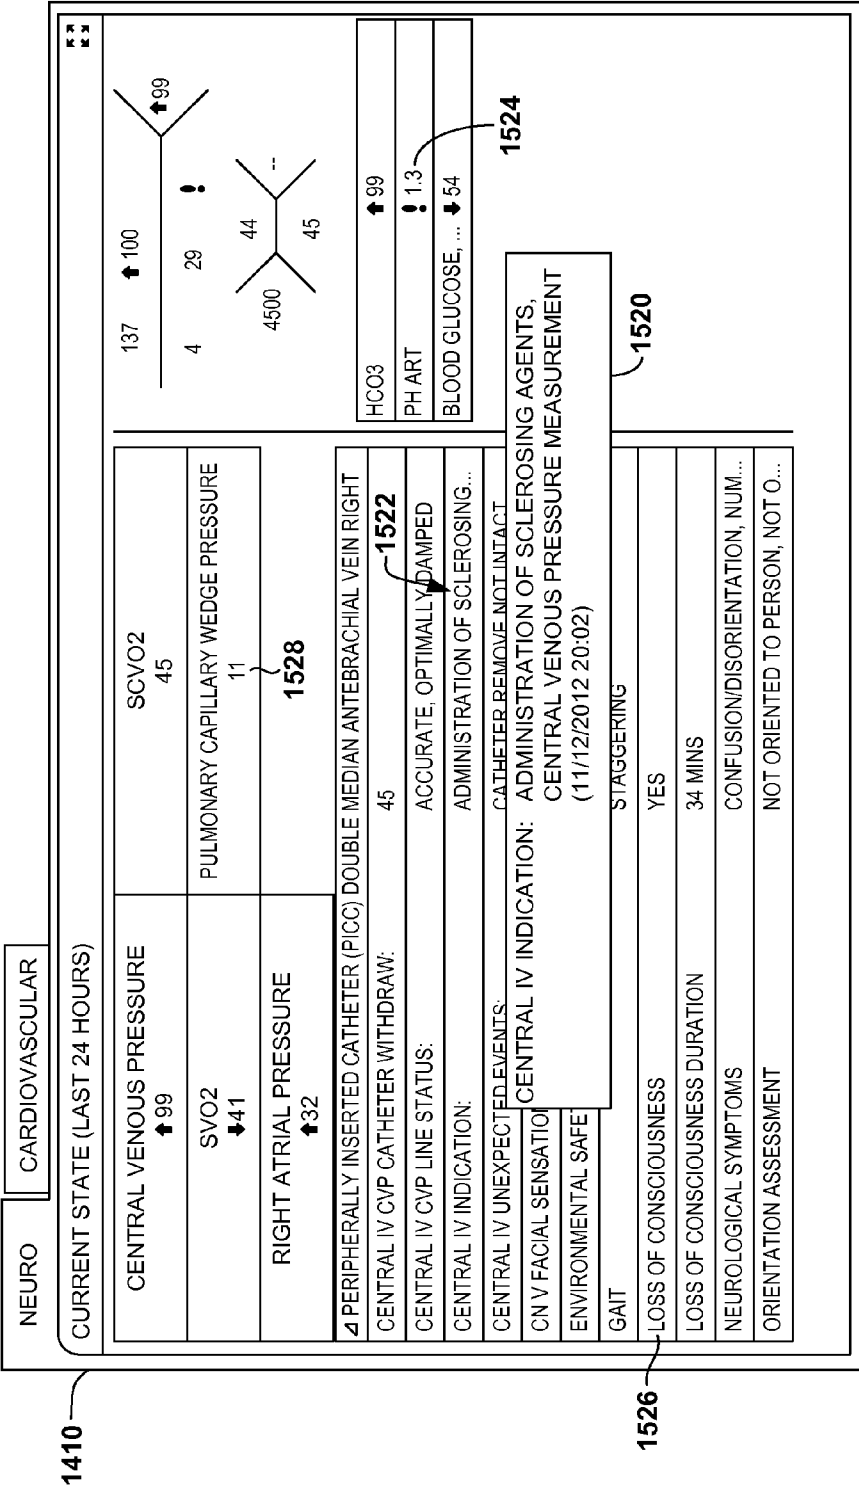 NEURO
CARDIOVASCULAR
1410
CURRENT STATE (LAST 24 HOURS)
CENTRAL VENOUS PRESSURE
⬆99
SCVO2
45
SVO2
⬇41
PULMONARY CAPILLARY WEDGE PRESSURE
11
1528
RIGHT ATRIAL PRESSURE
⬆32
⊿ PERIPHERALLY INSERTED CATHETER (PICC) DOUBLE MEDIAN ANTEBRACHIAL VEIN RIGHT
CENTRAL IV CVP CATHETER WITHDRAW: 45
CENTRAL IV CVP LINE STATUS: ACCURATE, OPTIMALLY DAMPED
CENTRAL IV INDICATION: ADMINISTRATION OF SCLEROSING...
1522
CENTRAL IV UNEXPECTED EVENTS: CATHETER REMOVE NOT INTACT
CN V FACIAL SENSATION
ENVIRONMENTAL SAFE
GAIT STAGGERING
LOSS OF CONSCIOUSNESS YES
1526
LOSS OF CONSCIOUSNESS DURATION 34 MINS
NEUROLOGICAL SYMPTOMS CONFUSION/DISORIENTATION, NUM...
ORIENTATION ASSESSMENT NOT ORIENTED TO PERSON, NOT O...
CENTRAL IV INDICATION: ADMINISTRATION OF SCLEROSING AGENTS,
CENTRAL VENOUS PRESSURE MEASUREMENT
(11/12/2012 20:02)
1520
137 ⬆100
⬆99
4 29 !
44
4500 --
45
HCO3 ⬆99
PH ART ! 1.3
BLOOD GLUCOSE, ... ⬇54
1524